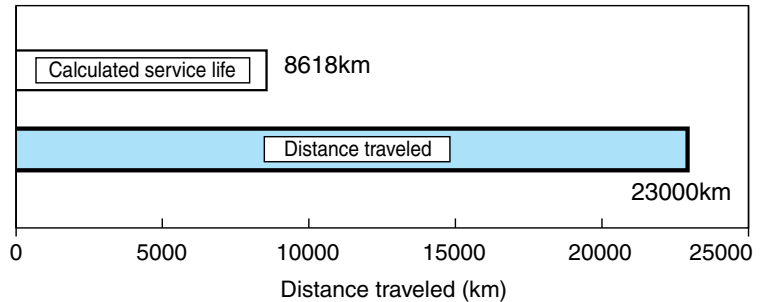 Calculated service life 8618km
Distance traveled
23000km
0 5000 10000 15000 20000 25000
Distance traveled (km)